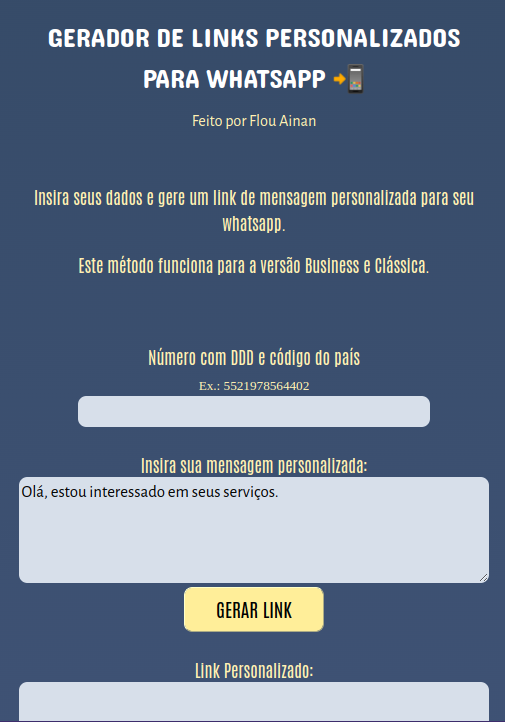 GERADOR DE LINKS PERSONALIZADOS
PARA WHATSAPP 📲
Feito por Flou Ainan
Insira seus dados e gere um link de mensagem personalizada para seu
whatsapp.
Este método funciona para a versão Business e Clássica.
Número com DDD e código do país
Ex.: 5521978564402
Insira sua mensagem personalizada:
Olá, estou interessado em seus serviços.
GERAR LINK
Link Personalizado: